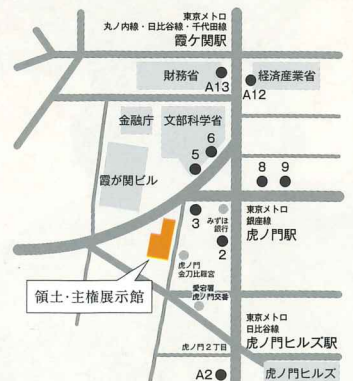 東京メトロ
丸ノ内線・日比谷線・千代田線
霞ケ関駅
財務省
A13
A12
経済産業省
金融庁
文部科学省
6
5
霞が関ビル
8
9
3
みずほ
銀行
2
東京メトロ
銀座線
虎ノ門駅
虎ノ門
金刀比羅宮
領土・主権展示館
愛宕署
虎ノ門交番
東京メトロ
日比谷線
虎ノ門ヒルズ駅
虎ノ門2丁目
A2
虎ノ門ヒルズ